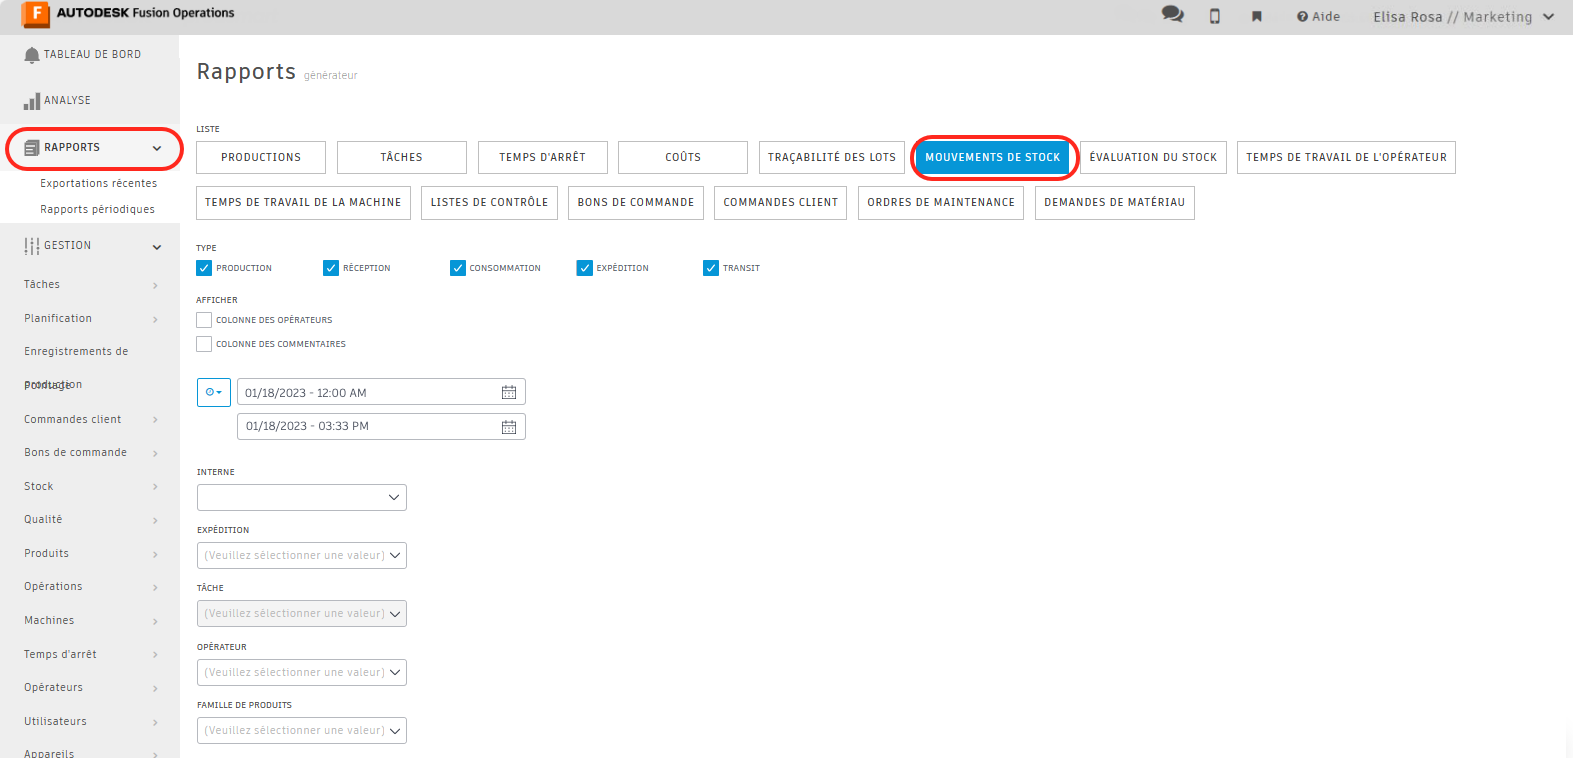 AUTODESK Fusion Operations
Aide
Elisa Rosa // Marketing
TABLEAU DE BORD
ANALYSE
RAPPORTS
Exportations récentes
Rapports périodiques
GESTION
Tâches
Planification
Enregistrements de
production
Pointage
Commandes client
Bons de commande
Stock
Qualité
Produits
Opérations
Machines
Temps d'arrêt
Opérateurs
Utilisateurs
Appareils
Rapports générateur
LISTE
PRODUCTIONS TÂCHES TEMPS D'ARRÊT COÛTS TRAÇABILITÉ DES LOTS MOUVEMENTS DE STOCK ÉVALUATION DU STOCK TEMPS DE TRAVAIL DE L'OPÉRATEUR
TEMPS DE TRAVAIL DE LA MACHINE LISTES DE CONTRÔLE BONS DE COMMANDE COMMANDES CLIENT ORDRES DE MAINTENANCE DEMANDES DE MATÉRIAU
TYPE
PRODUCTION RÉCEPTION CONSOMMATION EXPÉDITION TRANSIT
AFFICHER
COLONNE DES OPÉRATEURS
COLONNE DES COMMENTAIRES
01/18/2023 - 12:00 AM
01/18/2023 - 03:33 PM
INTERNE
EXPÉDITION
(Veuillez sélectionner une valeur)
TÂCHE
(Veuillez sélectionner une valeur)
OPÉRATEUR
(Veuillez sélectionner une valeur)
FAMILLE DE PRODUITS
(Veuillez sélectionner une valeur)